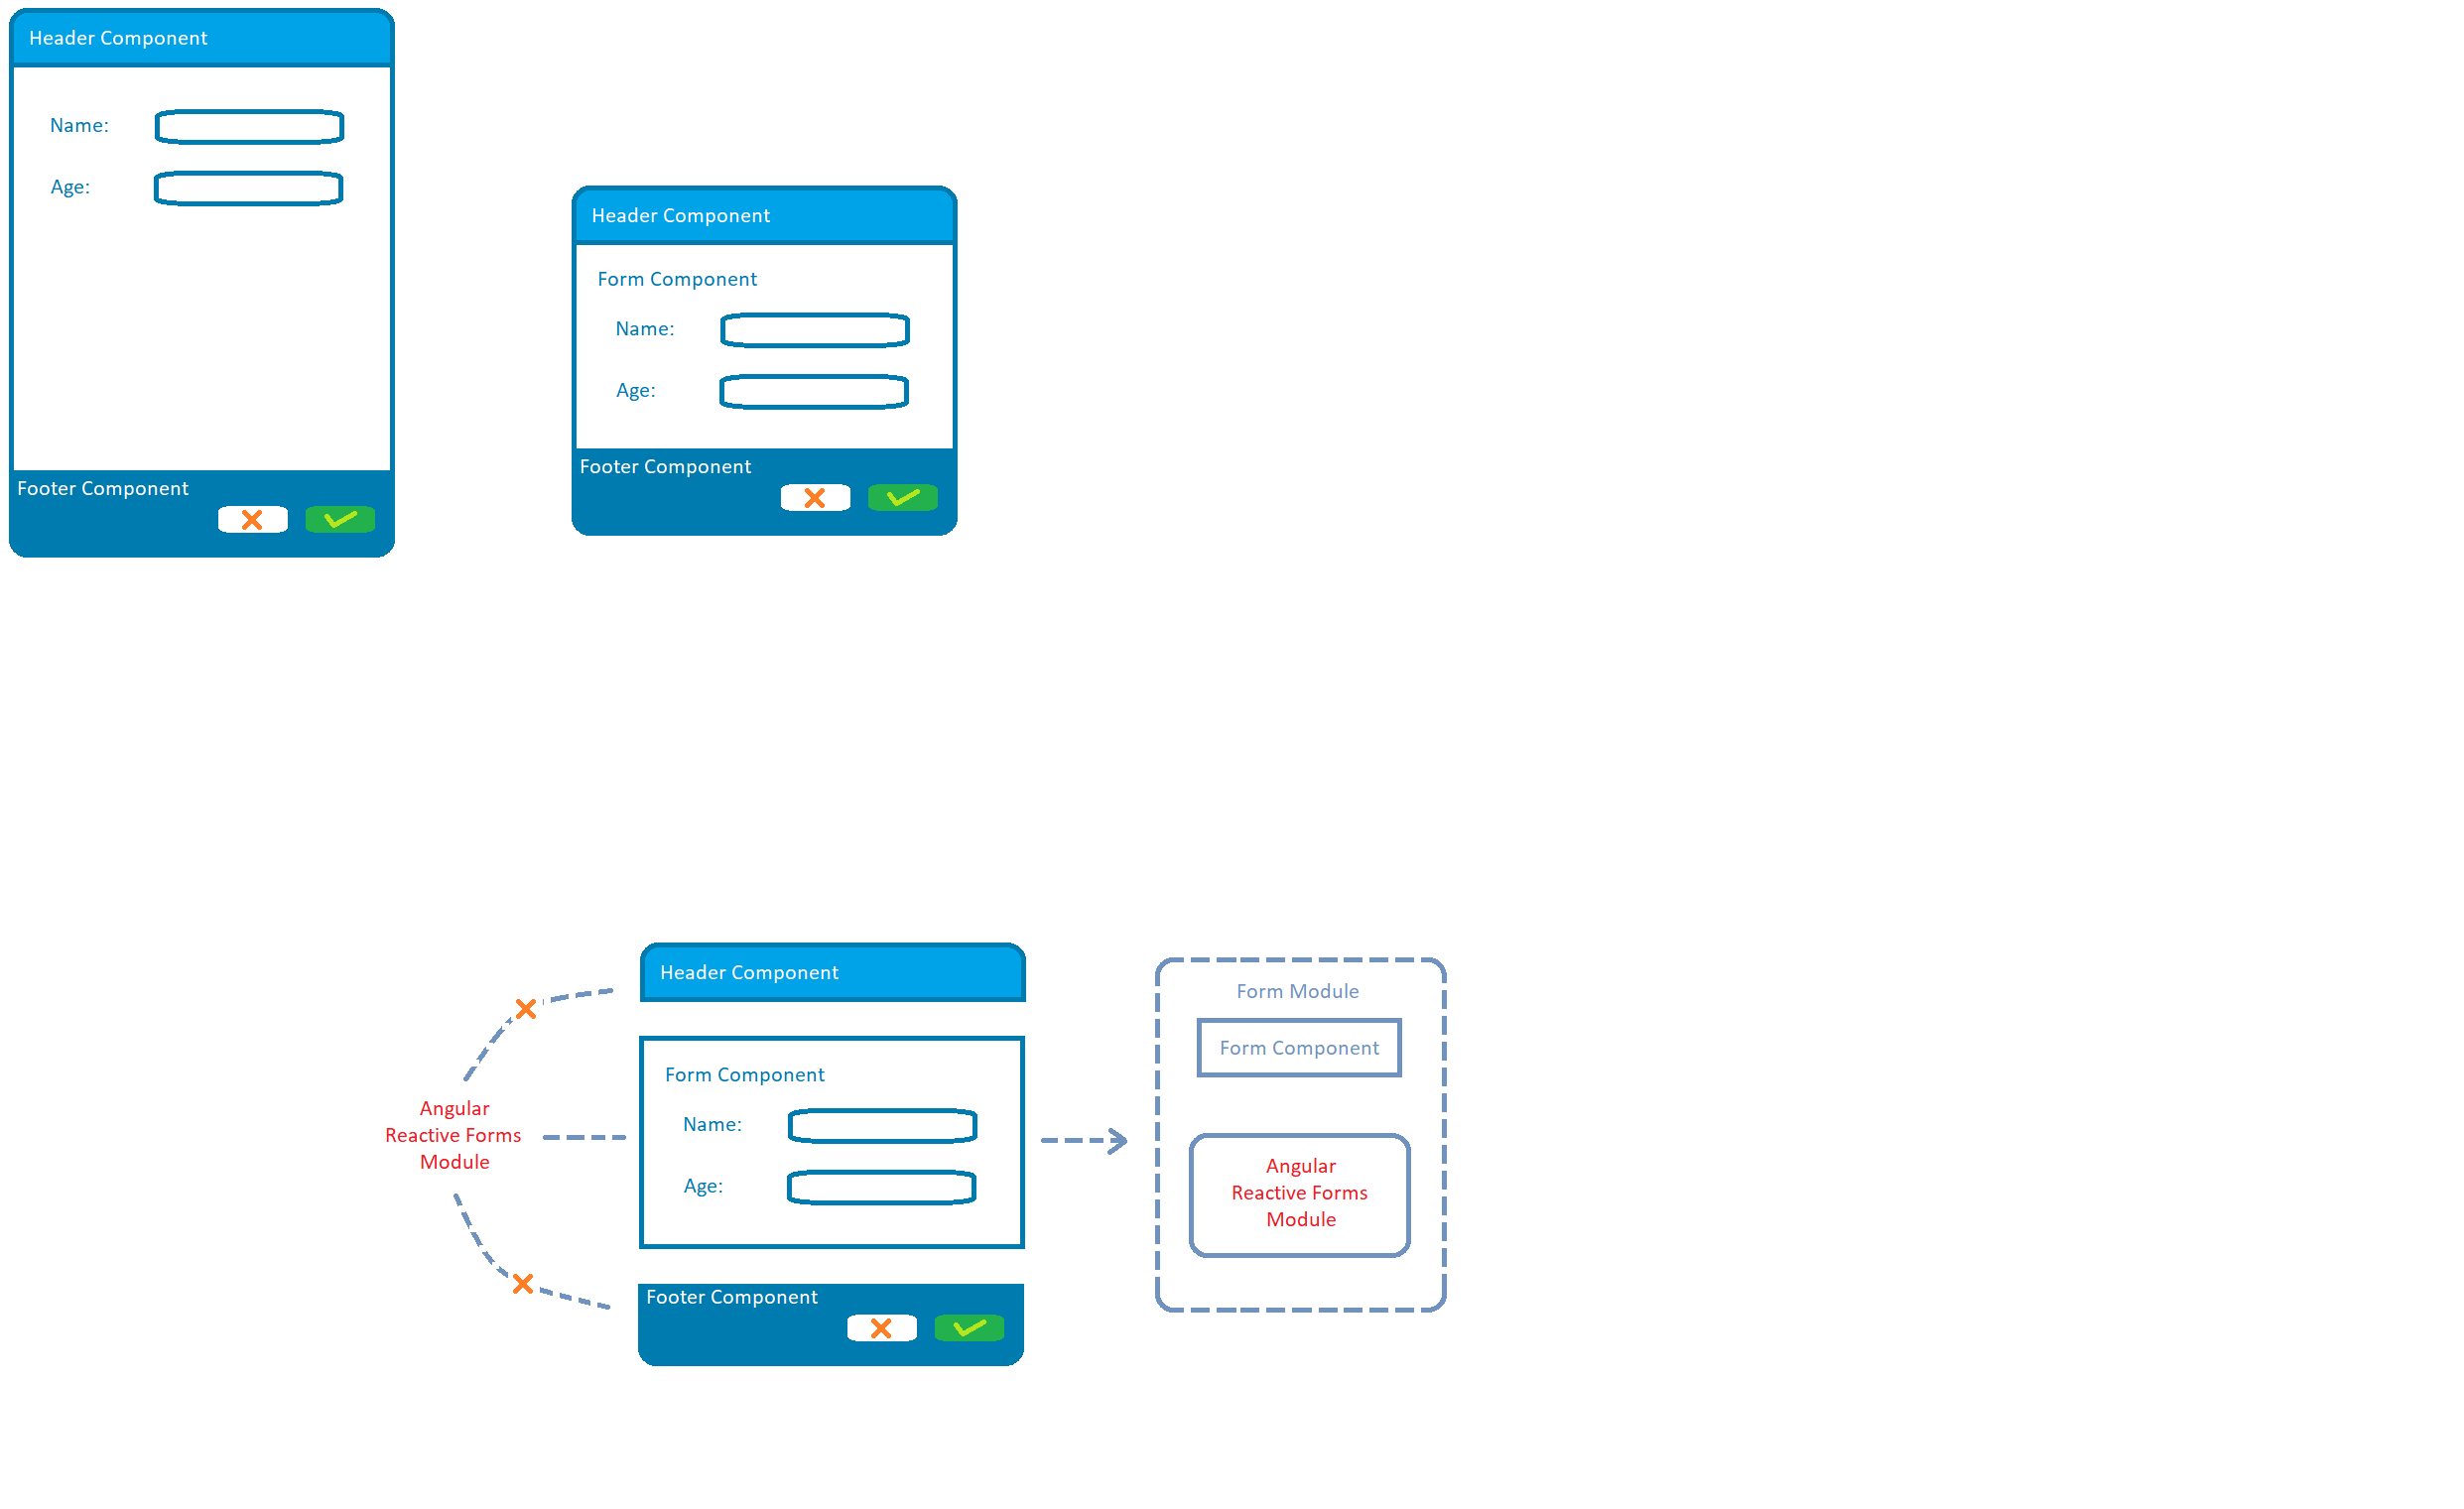 Header Component
Name:
Age:
Footer Component
Header Component
Form Component
Name:
Age:
Footer Component
Angular
Reactive Forms
Module
Header Component
Form Component
Name:
Age:
Footer Component
Form Module
Form Component
Angular
Reactive Forms
Module